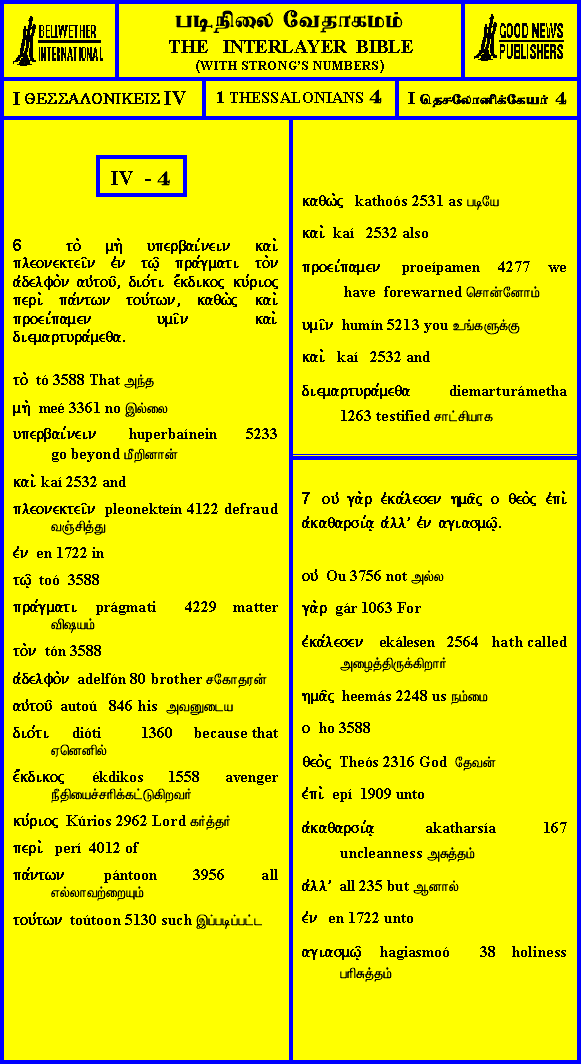 BELLWETHER
INTERNATIONAL
படிநிலை வேதாகமம்
THE INTERLAYER BIBLE
(WITH STRONG'S NUMBERS)
GOOD NEWS
PUBLISHERS
I ΘΕΣΣΑΛΟΝΙΚΕΙΣ IV
1 THESSALONIANS 4
I தெசலோனிக்கேயர் 4
IV - 4
6 τὸ μὴ υπερβαίνειν καὶ
πλεονεκτεῖν ἐν τῷ πράγματι τὸν
ἀδελφὸν αὐτοῦ, διότι ἔκδικος κύριος
περὶ πάντων τούτων, καθὼς καὶ
προείπαμεν υμῖν καὶ
διεμαρτυράμεθα.
τὸ tó 3588 That அந்த
μὴ meé 3361 no இல்லை
υπερβαίνειν huperbaínein 5233
go beyond மீறினான்
καὶ kaí 2532 and
πλεονεκτεῖν pleonekteín 4122 defraud
வஞ்சித்து
ἐν en 1722 in
τῷ toó 3588
πράγματι prágmati 4229 matter
விஷயம்
τὸν tón 3588
ἀδελφὸν adelfón 80 brother சகோதரன்
αὐτοῦ autoú 846 his அவனுடைய
διότι dióti 1360 because that
ஏனெனில்
ἔκδικος ékdikos 1558 avenger
நீதியைச்சரிக்கட்டுகிறவர்
κύριος Kúrios 2962 Lord கர்த்தர்
περὶ perí 4012 of
πάντων pántoon 3956 all
எல்லாவற்றையும்
τούτων toútoon 5130 such இப்படிப்பட்ட
καθὼς kathoós 2531 as படியே
καὶ kaí 2532 also
προείπαμεν proeípamen 4277 we
have forewarned சொன்னோம்
υμῖν humín 5213 you உங்களுக்கு
καὶ kaí 2532 and
διεμαρτυράμεθα diemarturámetha
1263 testified சாட்சியாக
7 οὐ γὰρ ἐκάλεσεν ημᾶς ο θεὸς ἐπὶ
ἀκαθαρσίᾳ ἀλλ' ἐν αγιασμῷ.
οὐ Ou 3756 not அல்ல
γὰρ gár 1063 For
ἐκάλεσεν ekálesen 2564 hath called
அழைத்திருக்கிறார்
ημᾶς heemás 2248 us நம்மை
ο ho 3588
θεὸς Theós 2316 God தேவன்
ἐπὶ epí 1909 unto
ἀκαθαρσίᾳ akatharsía 167
uncleanness அசுத்தம்
ἀλλ' all 235 but ஆனால்
ἐν en 1722 unto
αγιασμῷ hagiasmoó 38 holiness
பரிசுத்தம்